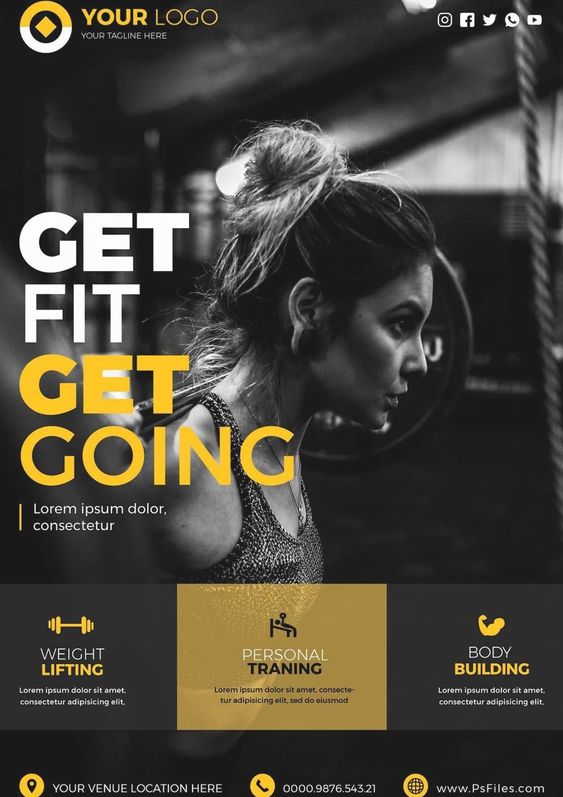 YOUR LOGO
YOUR TAGLINE HERE
GET
FIT
GET
GOING
Lorem ipsum dolor,
consectetur
WEIGHT
LIFTING
Lorem ipsum dolor sit amet,
consectetur adipisicing elit,
PERSONAL
TRANING
Lorem ipsum dolor sit amet, consecte-
tur adipisicing elit, sed do eiusmod
BODY
BUILDING
Lorem ipsum dolor sit amet,
consectetur adipisicing elit,
YOUR VENUE LOCATION HERE
0000.9876.543.21
www.PsFiles.com